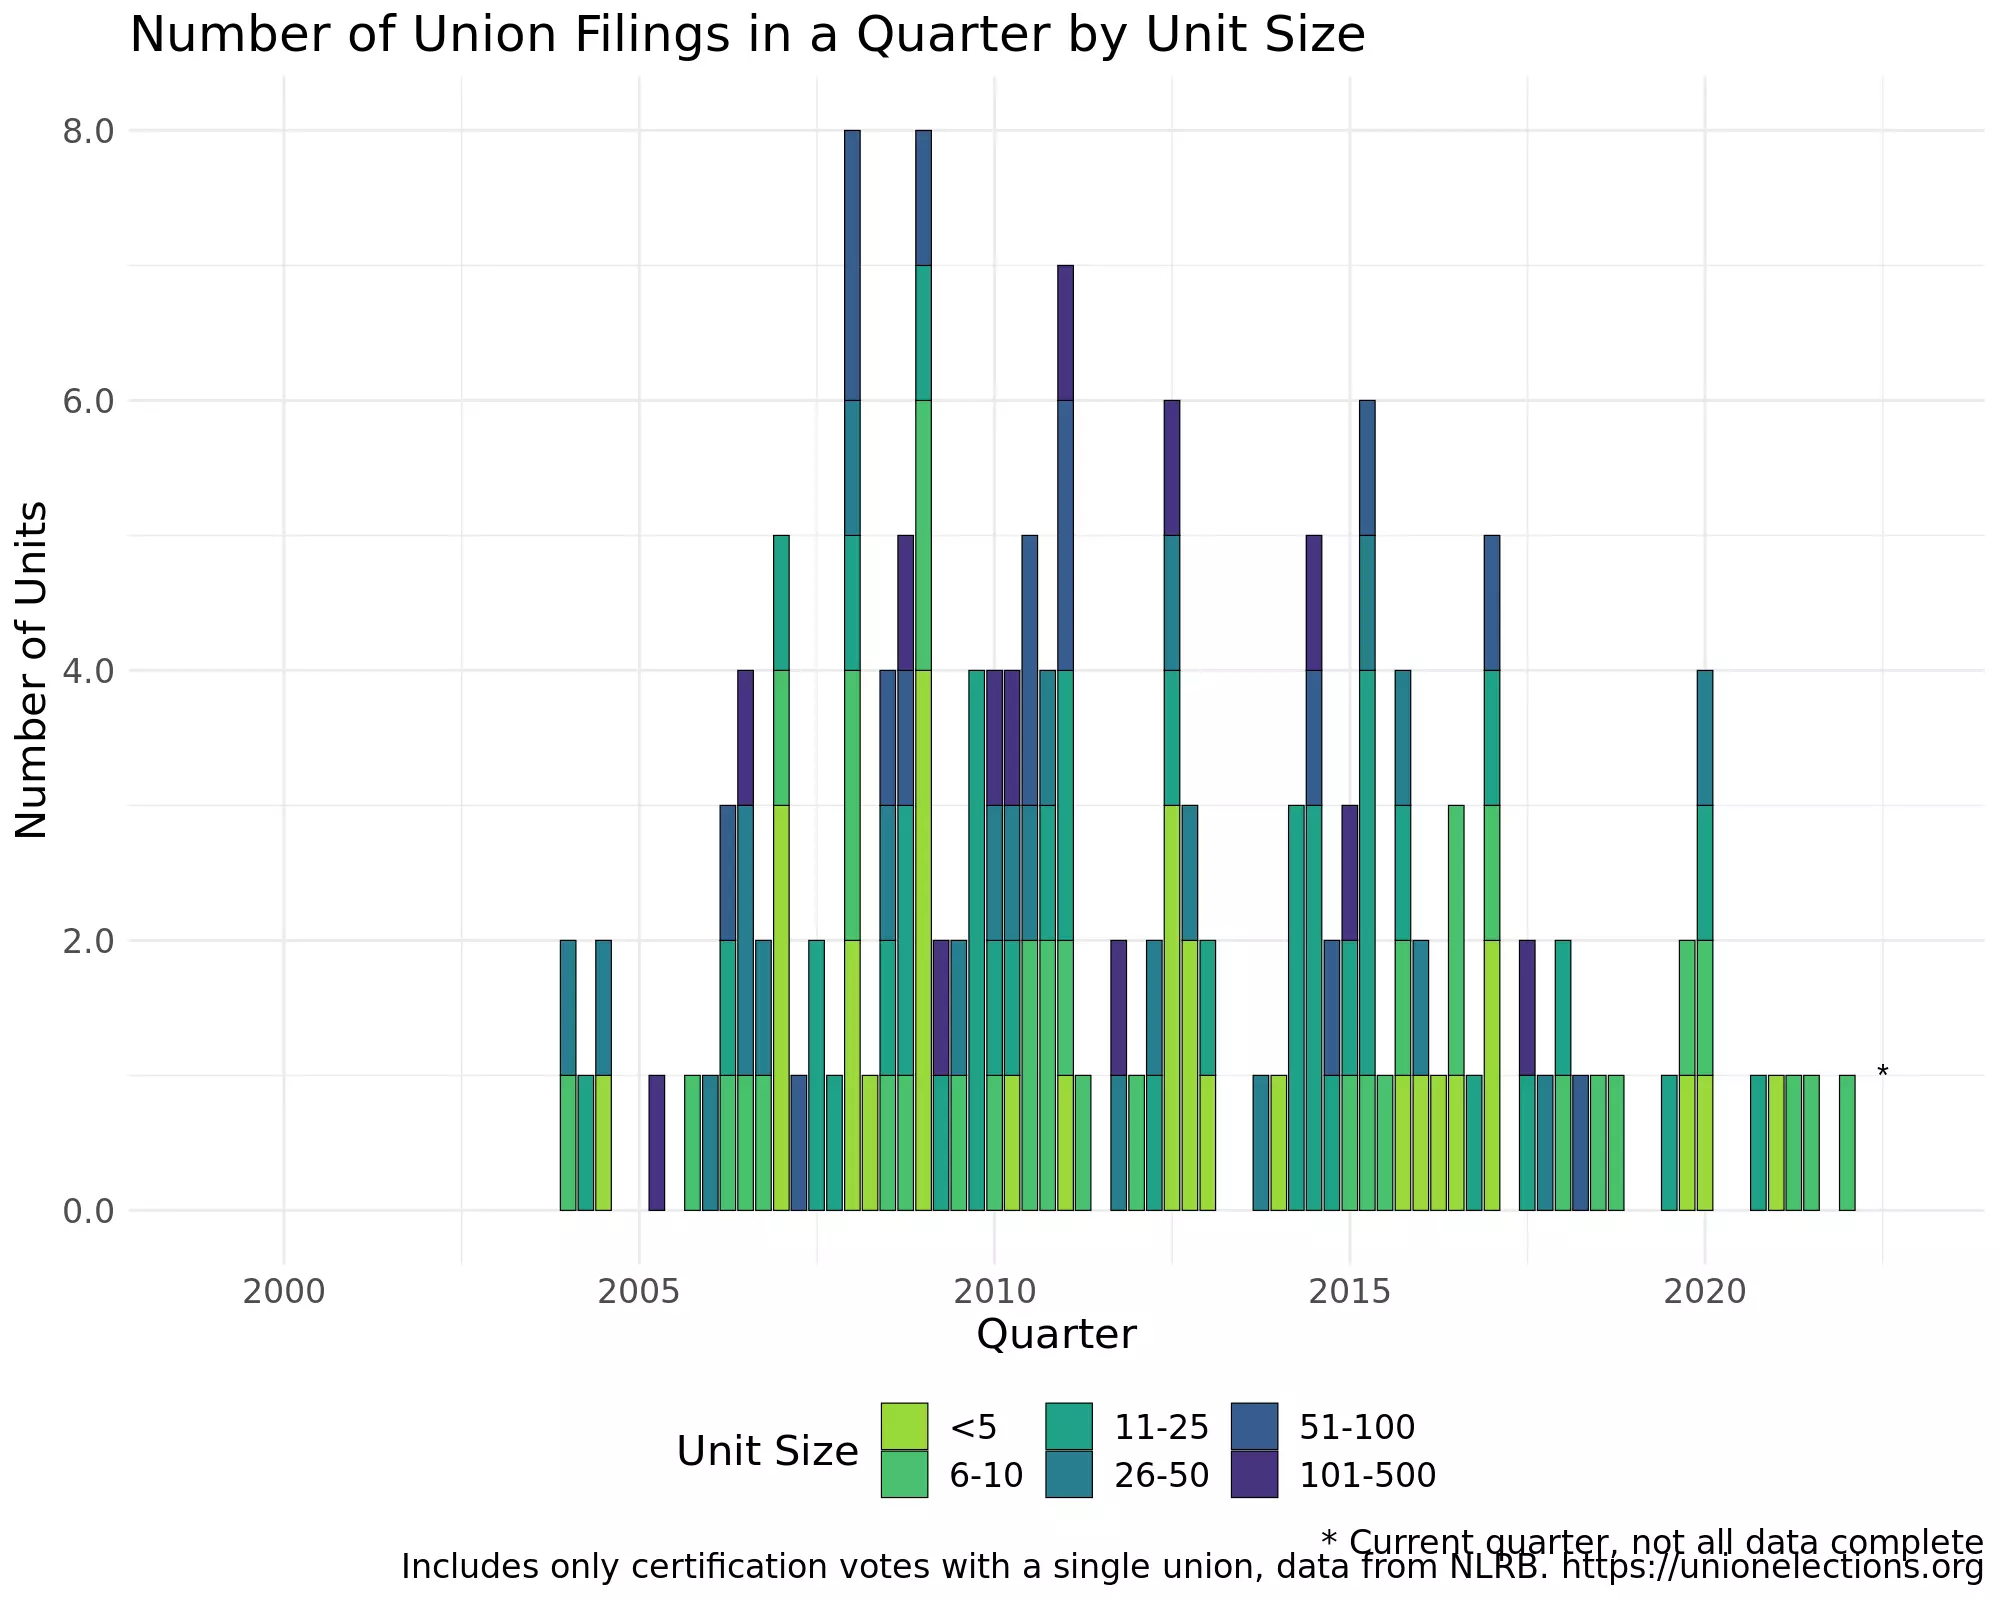 Number of Union Filings in a Quarter by Unit Size
Number of Units
8.0
6.0
4.0
2.0
0.0
*
2000 2005 2010 2015 2020
Quarter
Unit Size
<5 11-25 51-100
6-10 26-50 101-500
* Current quarter, not all data complete
Includes only certification votes with a single union, data from NLRB. https://unionelections.org